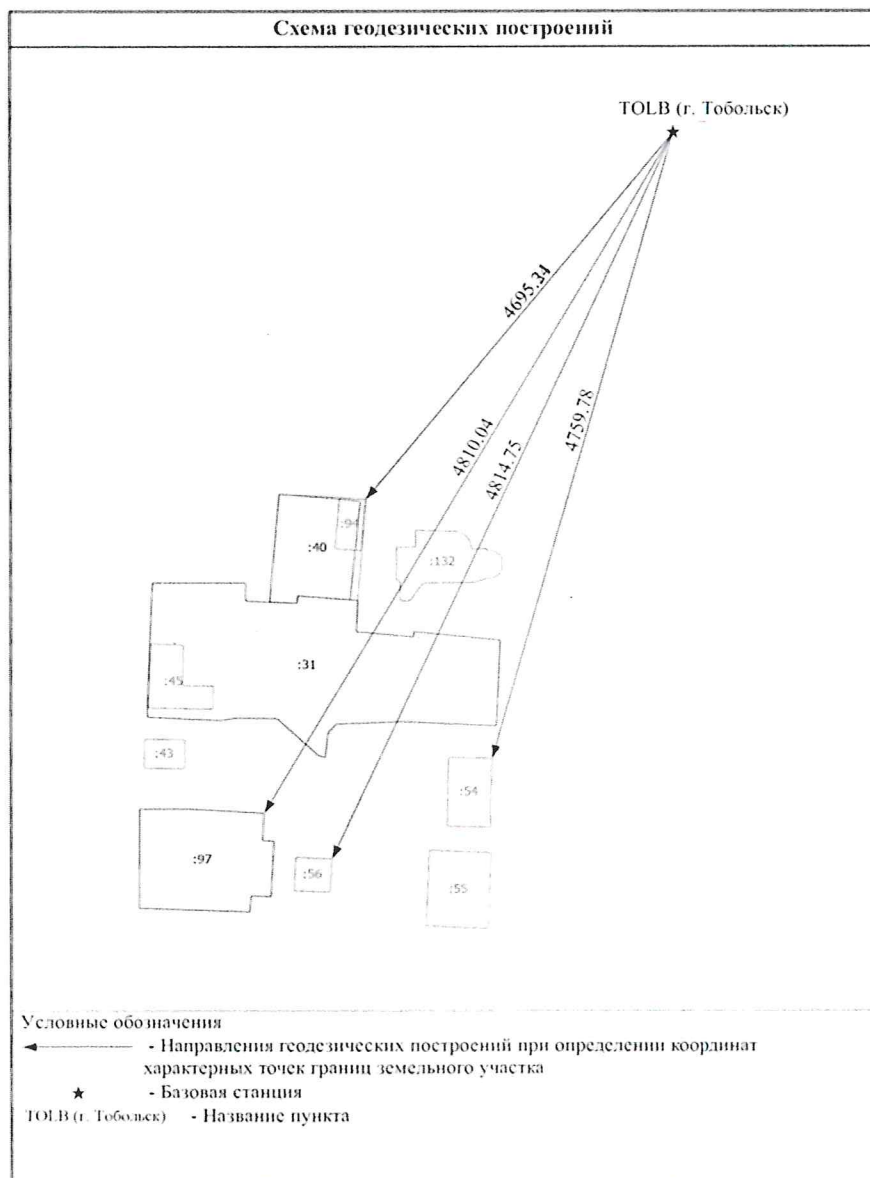 Схема геодезических построений
TOLB (г. Тобольск)
4695.34
4810.04
4814.75
4759.78
:94
:40
:132
:31
:45
:43
:54
:97
:56
:55
Условные обозначения
- Направления геодезических построений при определении координат
характерных точек границ земельного участка
- Базовая станция
TOLB (г. Тобольск) - Название пункта